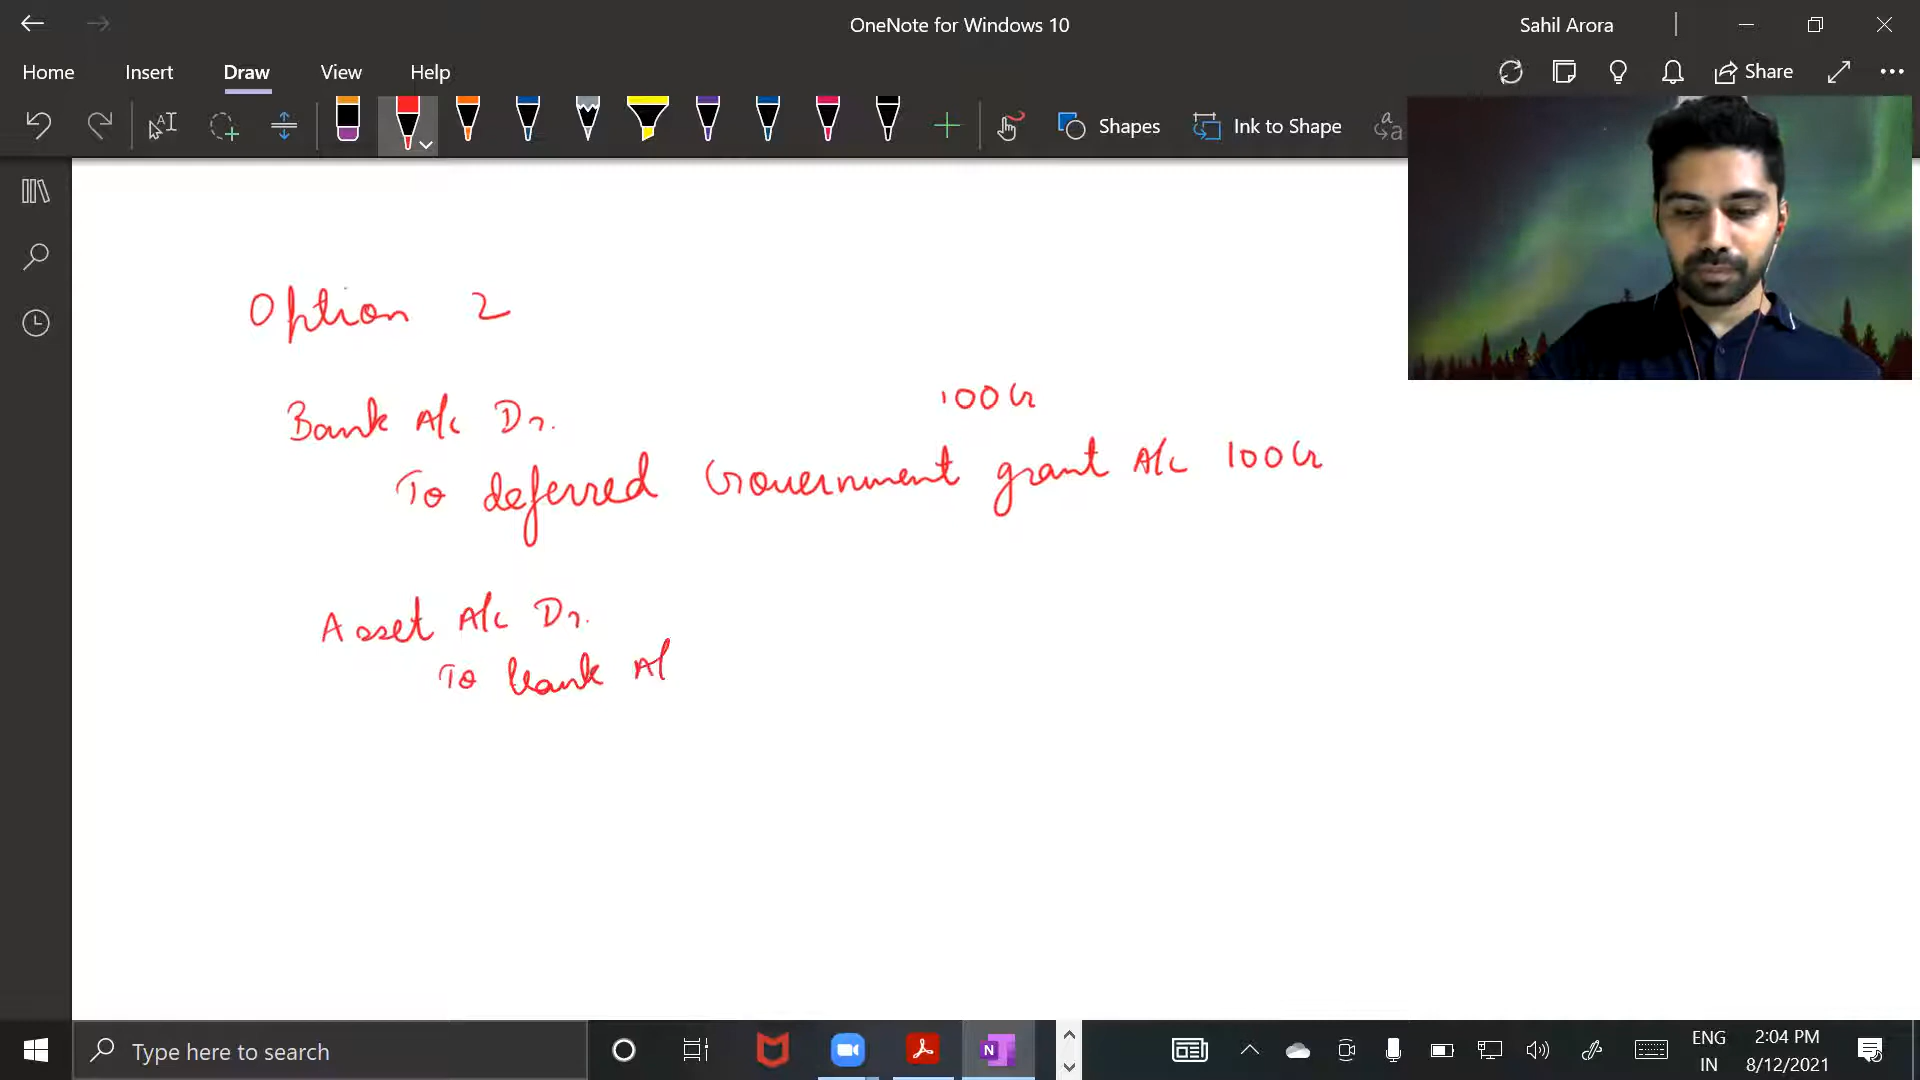 OneNote for Windows 10
Sahil Arora
Home Insert Draw View Help
Share
Shapes
Ink to Shape
Option 2
Bank A/c Dr. 100 Cr
To deferred Government grant A/c 100 Cr
Asset A/c Dr.
To bank A/
Type here to search
ENG
IN
2:04 PM
8/12/2021